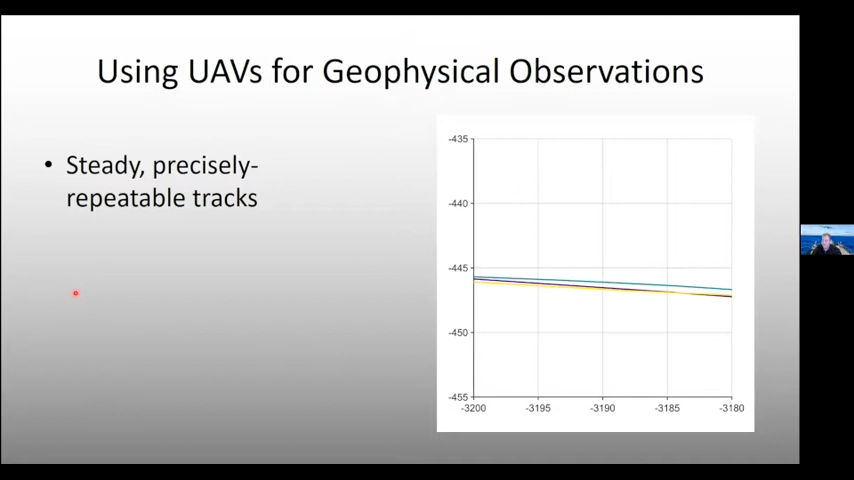 Using UAVs for Geophysical Observations
• Steady, precisely-
repeatable tracks
-435
-440
-445
-450
-455
-3200 -3195 -3190 -3185 -3180